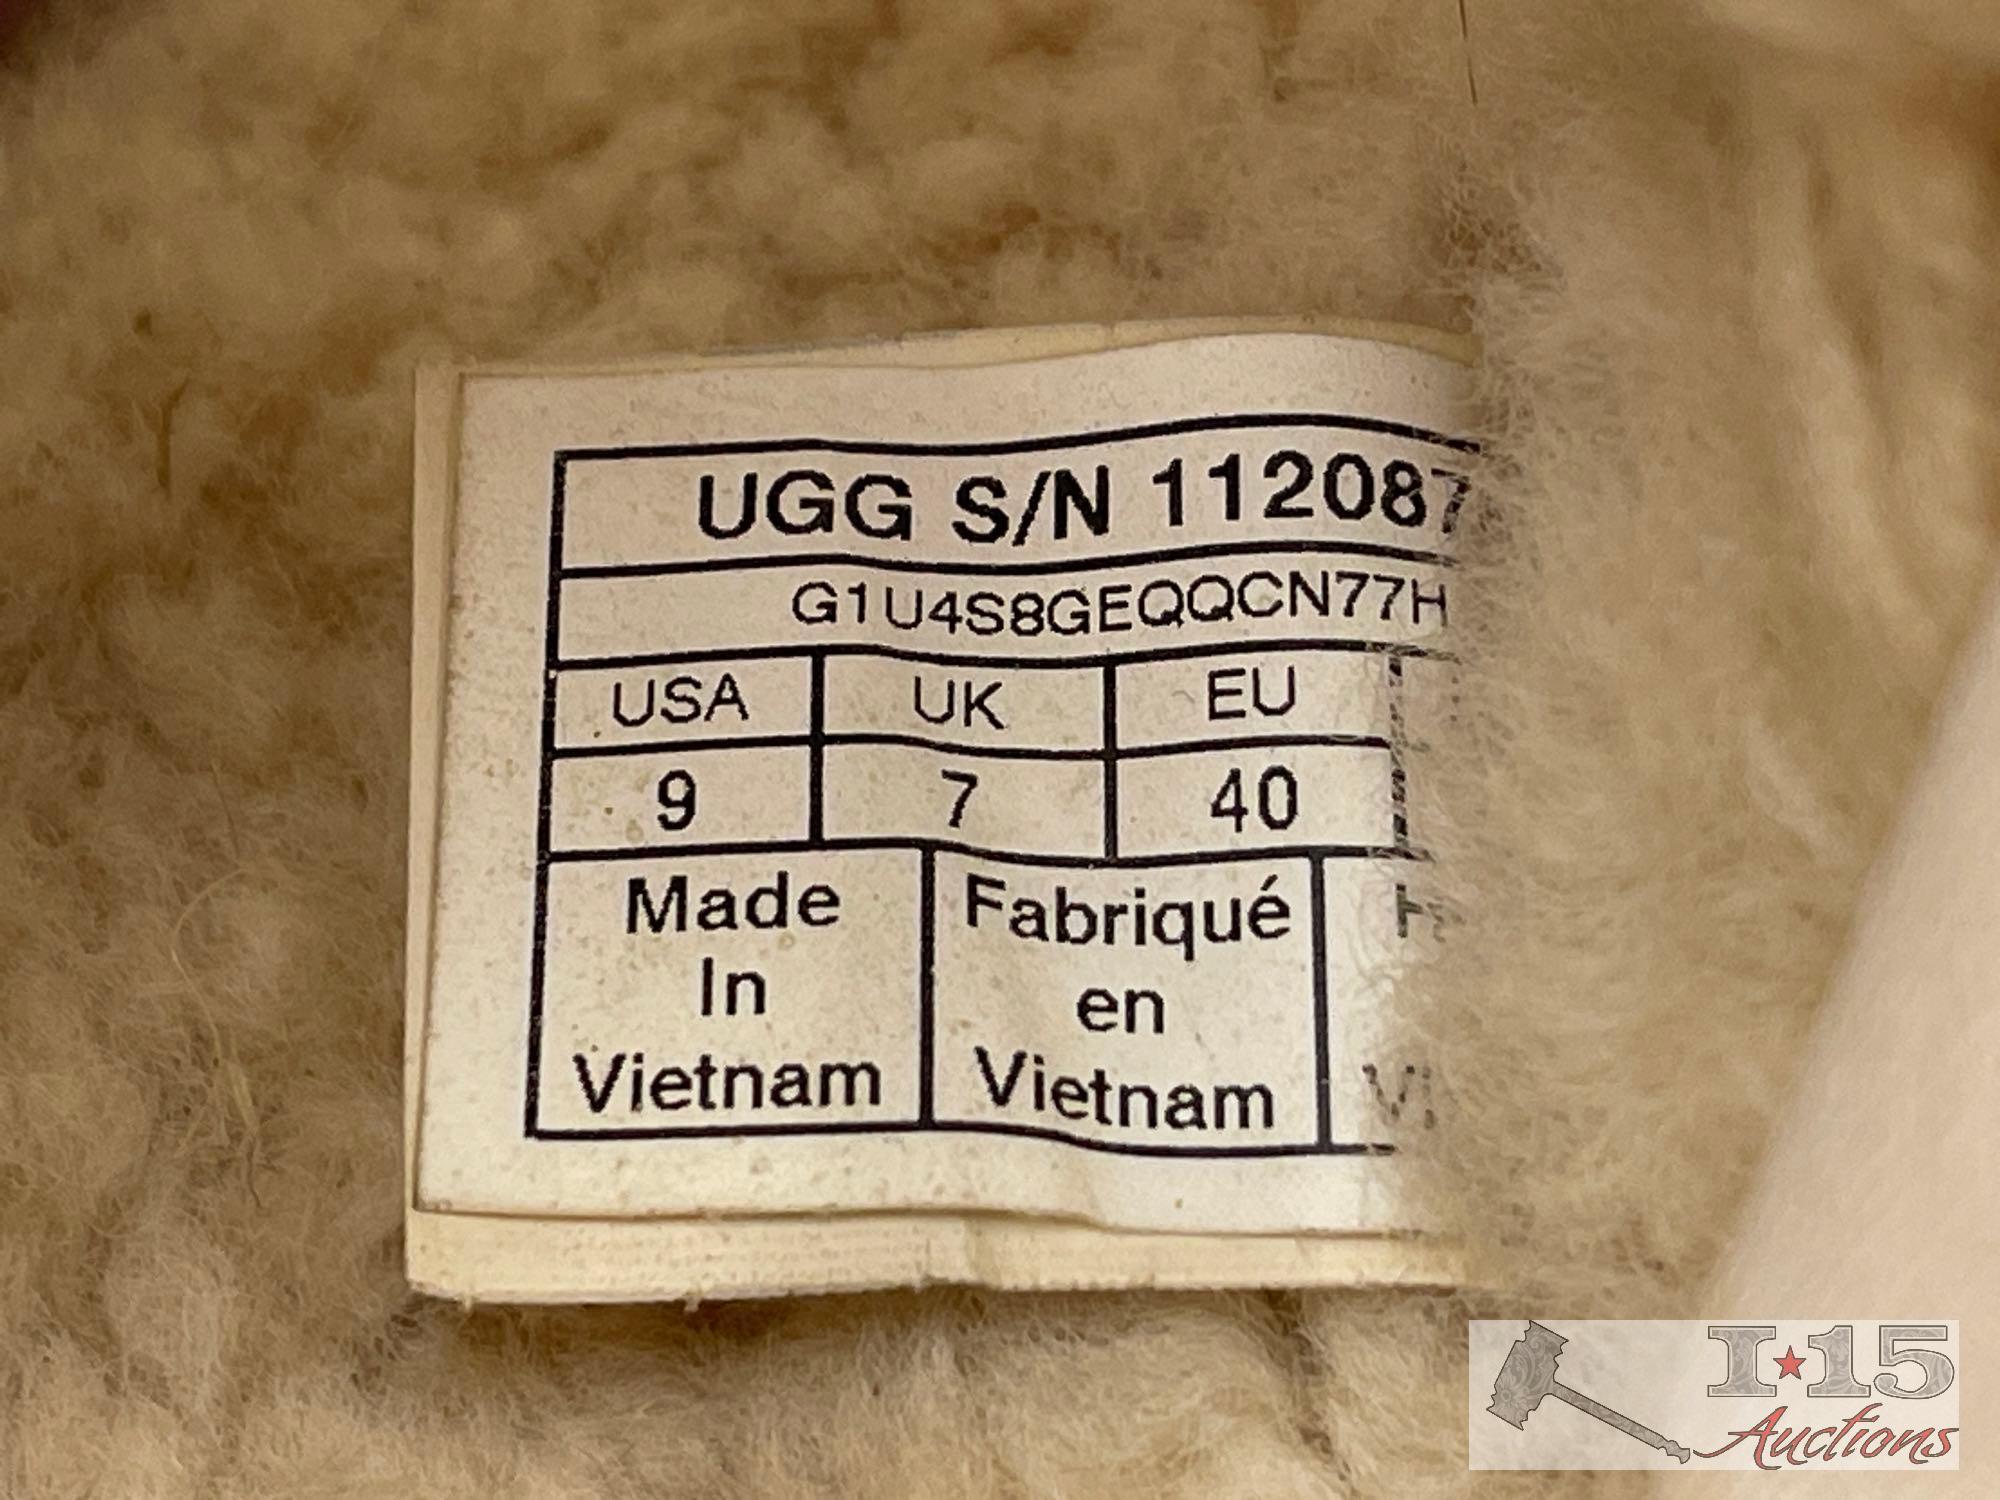 UGG S/N 112087
G1U4S8GEQQCN77H
USA UK EU
9 7 40
Made Fabriqué
In en
Vietnam Vietnam
I-15
Auctions